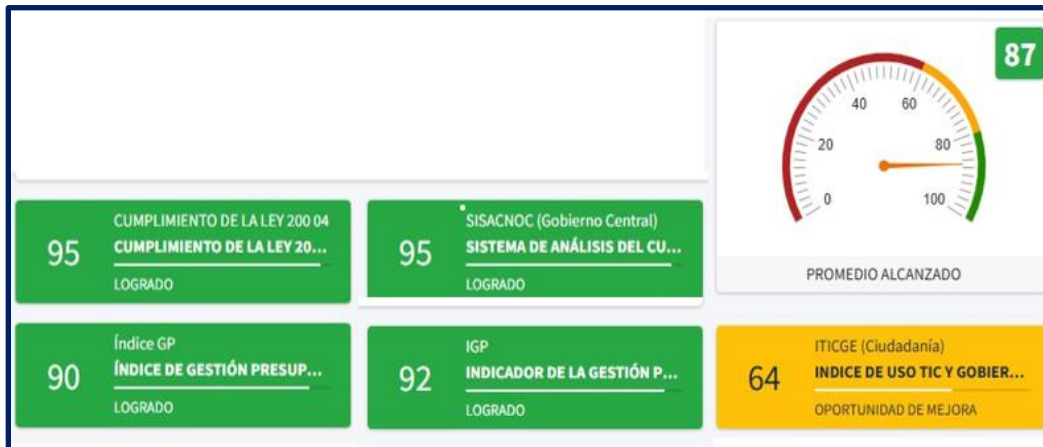 87
0
20
40
60
80
100
PROMEDIO ALCANZADO
95
CUMPLIMIENTO DE LA LEY 200 04
CUMPLIMIENTO DE LA LEY 20...
LOGRADO
95
SISACNOC (Gobierno Central)
SISTEMA DE ANÁLISIS DEL CU...
LOGRADO
90
Índice GP
ÍNDICE DE GESTIÓN PRESUP...
LOGRADO
92
IGP
INDICADOR DE LA GESTIÓN P...
LOGRADO
64
ITICGE (Ciudadanía)
INDICE DE USO TIC Y GOBIER...
OPORTUNIDAD DE MEJORA